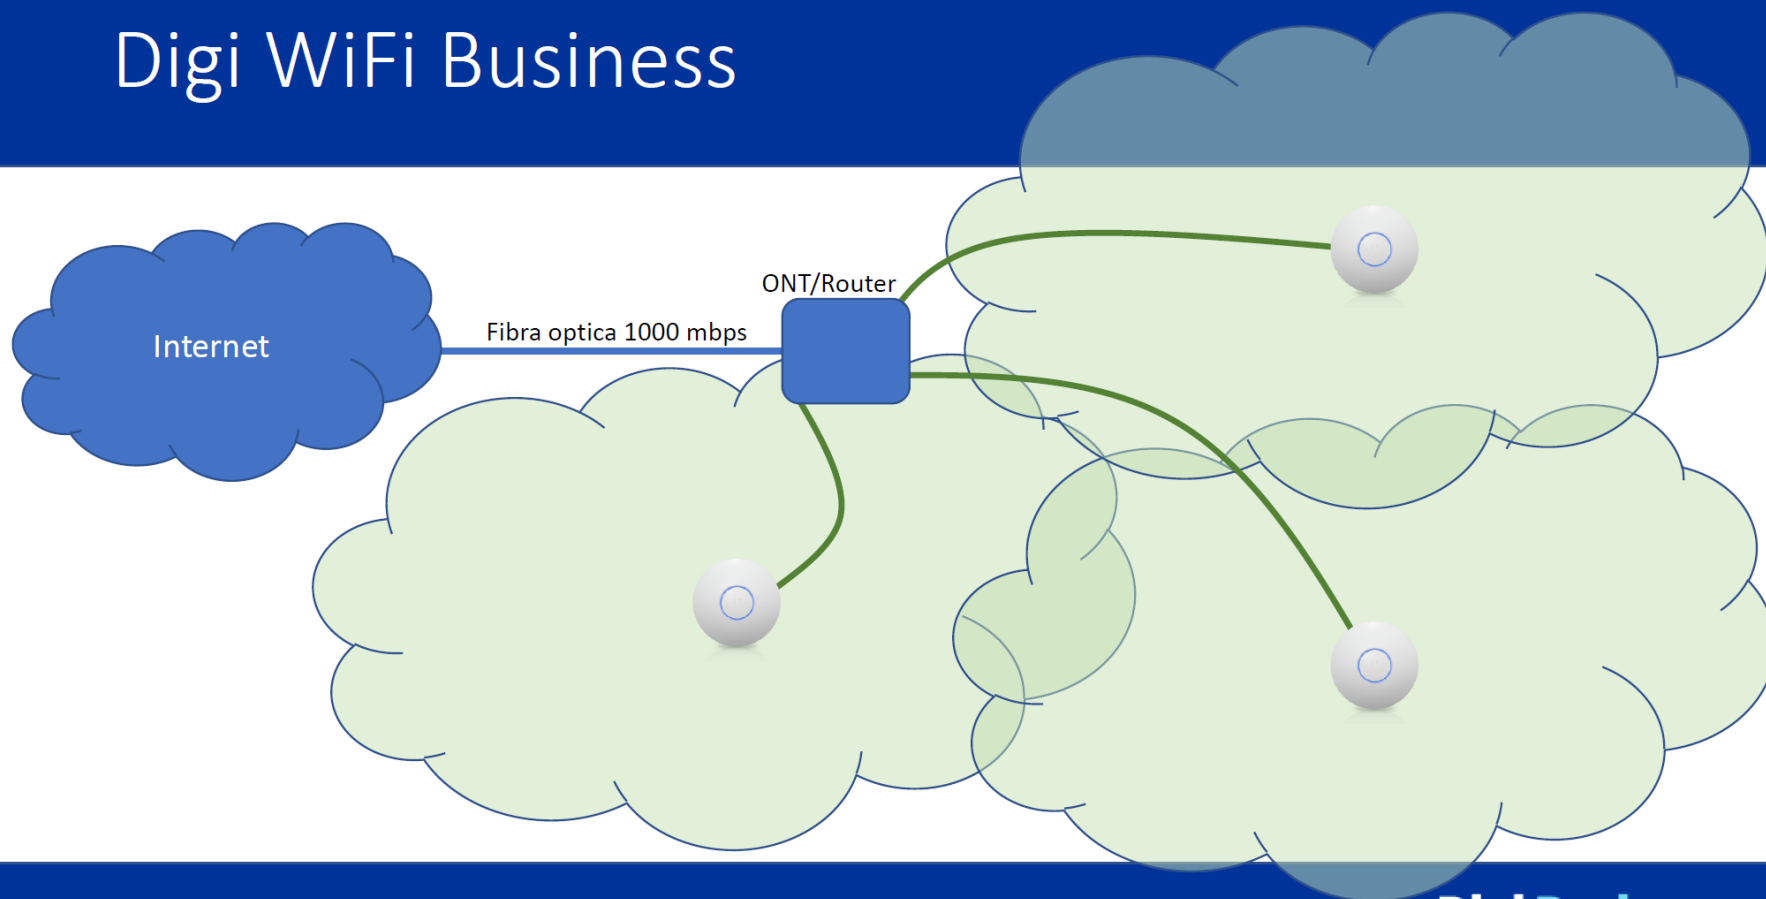 Digi WiFi Business
ONT/Router
Fibra optica 1000 mbps
Internet